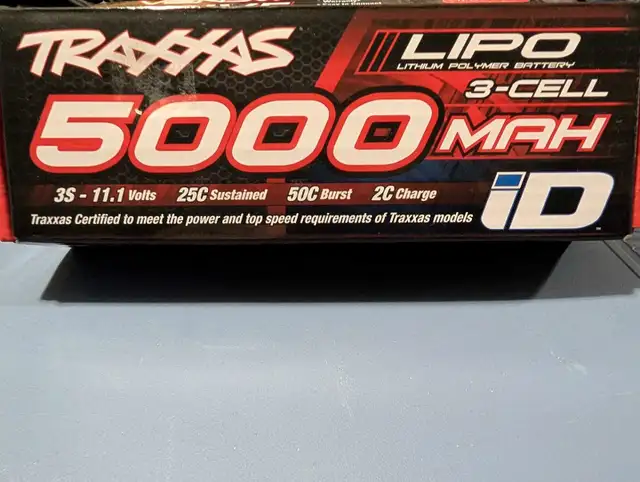 TRAXXAS
LIPO
LITHIUM POLYMER BATTERY
3-CELL
5000 MAH
3S - 11.1 Volts 25C Sustained 50C Burst 2C Charge
iD
Traxxas Certified to meet the power and top speed requirements of Traxxas models